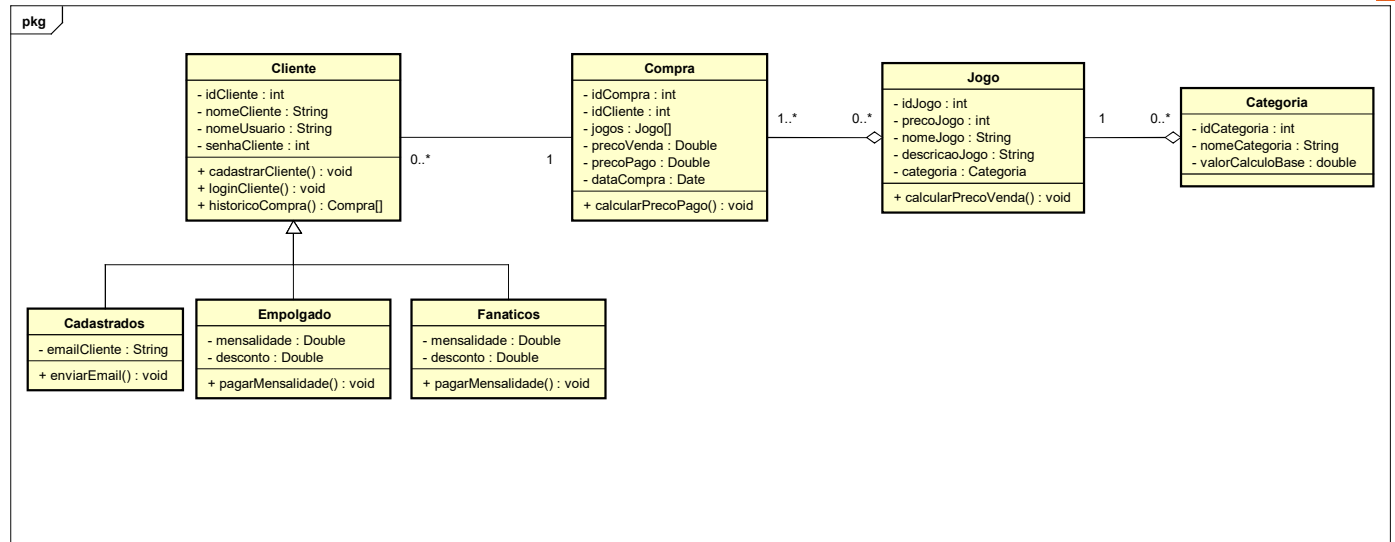 pkg
Cliente
- idCliente : int
- nomeCliente : String
- nomeUsuario : String
- senhaCliente : int
+ cadastrarCliente() : void
+ loginCliente() : void
+ historicoCompra() : Compra[]
0..*
1
Compra
- idCompra : int
- idCliente : int
- jogos : Jogo[]
- precoVenda : Double
- precoPago : Double
- dataCompra : Date
+ calcularPrecoPago() : void
1..*
0..*
Jogo
- idJogo : int
- precoJogo : int
- nomeJogo : String
- descricaoJogo : String
- categoria : Categoria
+ calcularPrecoVenda() : void
1
0..*
Categoria
- idCategoria : int
- nomeCategoria : String
- valorCalculoBase : double
Cadastrados
- emailCliente : String
+ enviarEmail() : void
Empolgado
- mensalidade : Double
- desconto : Double
+ pagarMensalidade() : void
Fanaticos
- mensalidade : Double
- desconto : Double
+ pagarMensalidade() : void